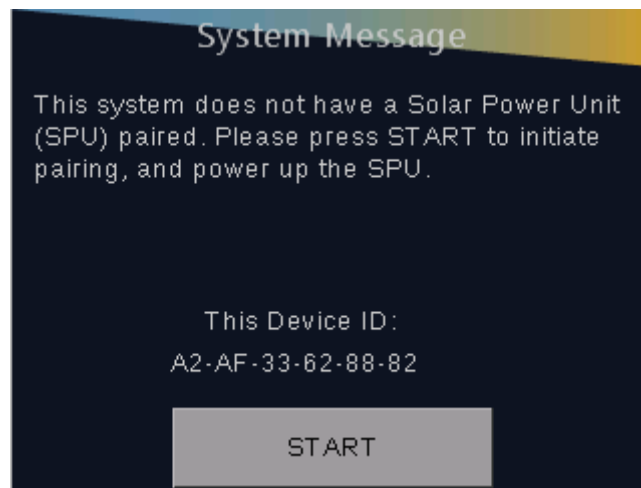 System Message
This system does not have a Solar Power Unit
(SPU) paired. Please press START to initiate
pairing, and power up the SPU.
This Device ID:
A2-AF-33-62-88-82
START